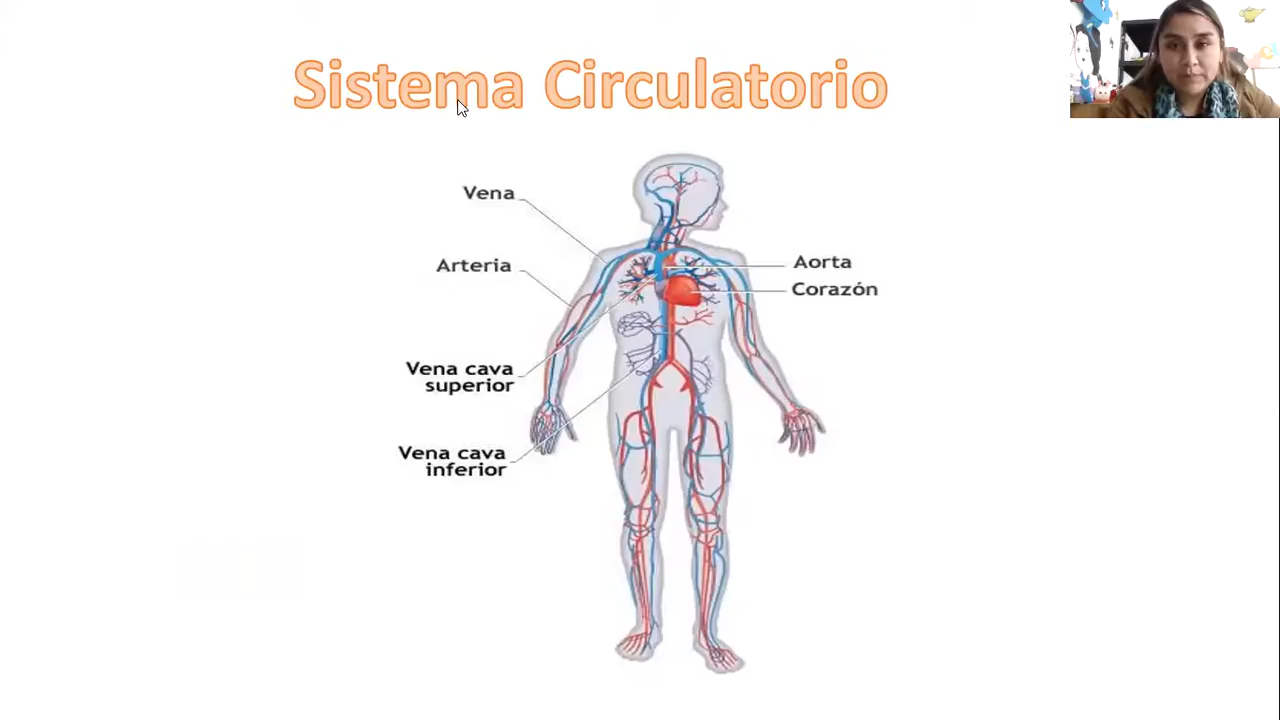 Sistema Circulatorio
Vena
Arteria
Aorta
Corazón
Vena cava
superior
Vena cava
inferior